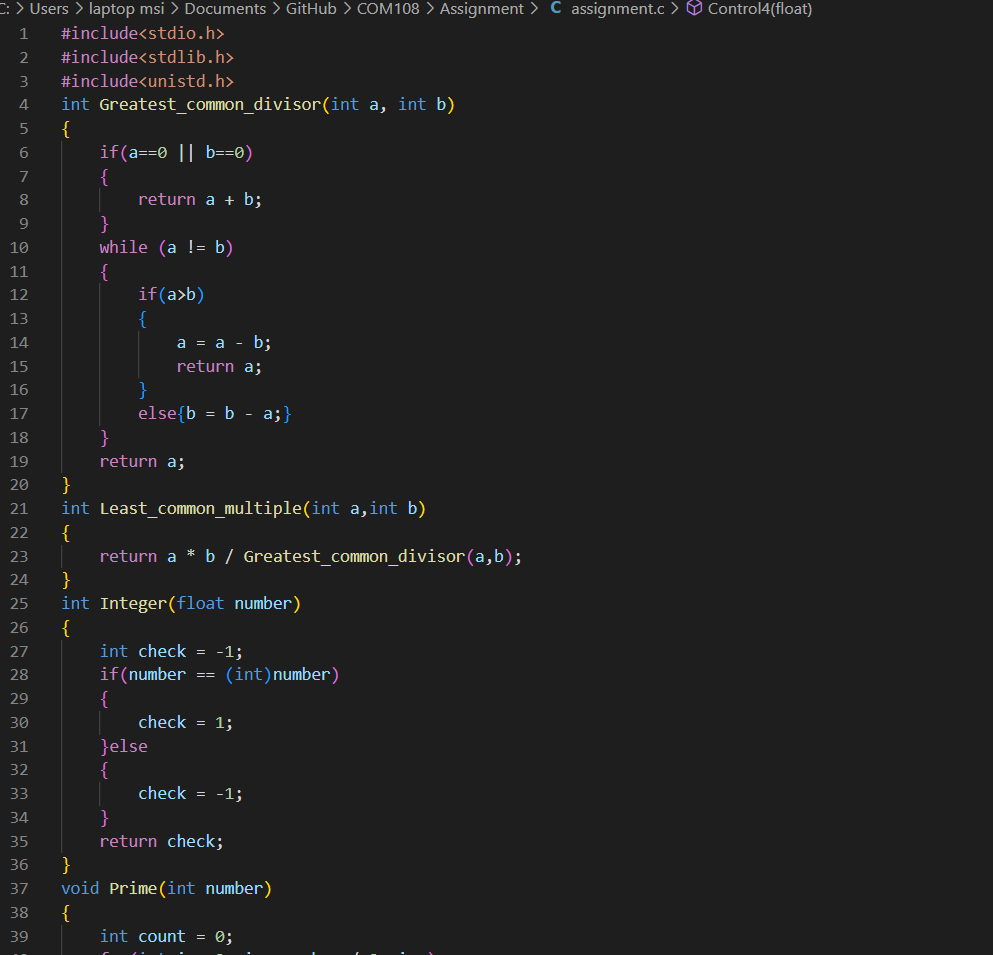 C: > Users > laptop msi > Documents > GitHub > COM108 > Assignment > C assignment.c > Control4(float)
1 #include<stdio.h>
2 #include<stdlib.h>
3 #include<unistd.h>
4 int Greatest_common_divisor(int a, int b)
5 {
6 if(a==0 || b==0)
7 {
8 return a + b;
9 }
10 while (a != b)
11 {
12 if(a>b)
13 {
14 a = a - b;
15 return a;
16 }
17 else{b = b - a;}
18 }
19 return a;
20 }
21 int Least_common_multiple(int a,int b)
22 {
23 return a * b / Greatest_common_divisor(a,b);
24 }
25 int Integer(float number)
26 {
27 int check = -1;
28 if(number == (int)number)
29 {
30 check = 1;
31 }else
32 {
33 check = -1;
34 }
35 return check;
36 }
37 void Prime(int number)
38 {
39 int count = 0;